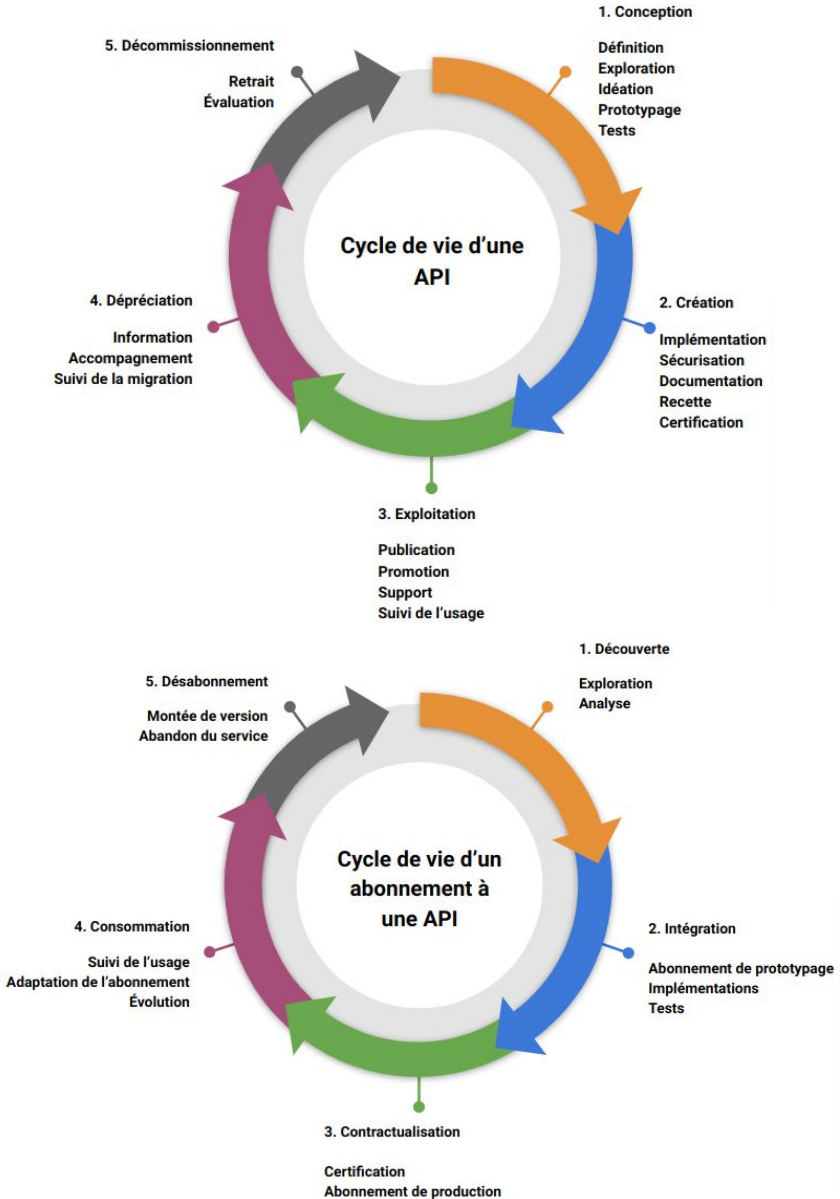 1. Conception
Définition
Exploration
Idéation
Prototypage
Tests
5. Décommissionnement
Retrait
Évaluation
Cycle de vie d’une
API
4. Dépréciation
Information
Accompagnement
Suivi de la migration
2. Création
Implémentation
Sécurisation
Documentation
Recette
Certification
3. Exploitation
Publication
Promotion
Support
Suivi de l’usage
1. Découverte
Exploration
Analyse
5. Désabonnement
Montée de version
Abandon du service
Cycle de vie d’un
abonnement à
une API
4. Consommation
Suivi de l’usage
Adaptation de l’abonnement
Évolution
2. Intégration
Abonnement de prototypage
Implémentations
Tests
3. Contractualisation
Certification
Abonnement de production